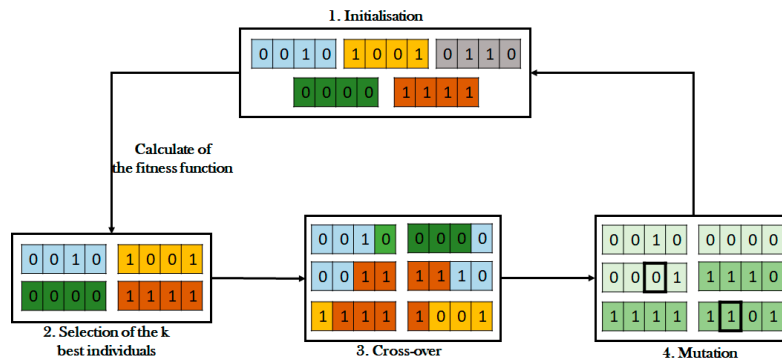 1. Initialisation
0 0 1 0 1 0 0 1 0 1 1 0
0 0 0 0 1 1 1 1
Calculate of
the fitness function
0 0 1 0 1 0 0 1
0 0 0 0 1 1 1 1
2. Selection of the k
best individuals
0 0 1 0 0 0 0 0
0 0 1 1 1 1 1 0
1 1 1 1 1 0 0 1
3. Cross-over
0 0 1 0 0 0 0 0
0 0 0 1 1 1 1 0
1 1 1 1 1 1 0 1
4. Mutation